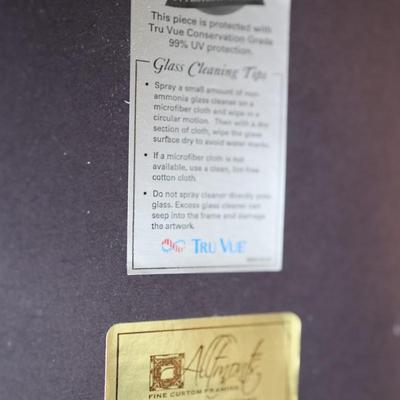 This piece is protected with
Tru Vue Conservation Grade
99% UV protection.
Glass Cleaning Tips
• Spray a small amount of non-
ammonia glass cleaner on a
microfiber cloth and wipe in a
circular motion. Then with a dry
section of cloth, wipe the glass
surface dry to avoid water marks.
• If a microfiber cloth is not
available, use a clean, lint-free
cotton cloth.
• Do not spray cleaner directly onto
glass. Excess glass cleaner can
seep into the frame and damage
the artwork.
TRU VUE
Allmonts
FINE CUSTOM FRAMING